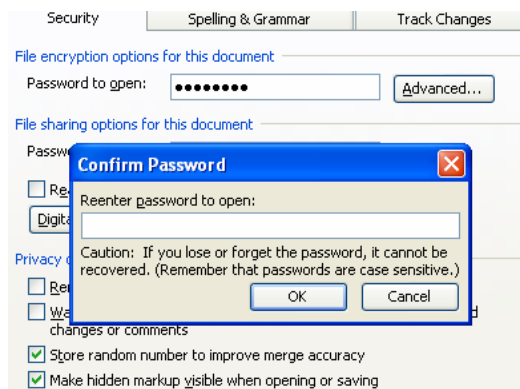 Security Spelling & Grammar Track Changes
File encryption options for this document
Password to open: ●●●●●●●● Advanced...
File sharing options for this document
Confirm Password
Reenter password to open:
Caution: If you lose or forget the password, it cannot be
recovered. (Remember that passwords are case sensitive.)
OK Cancel
Privacy
changes or comments
Store random number to improve merge accuracy
Make hidden markup visible when opening or saving